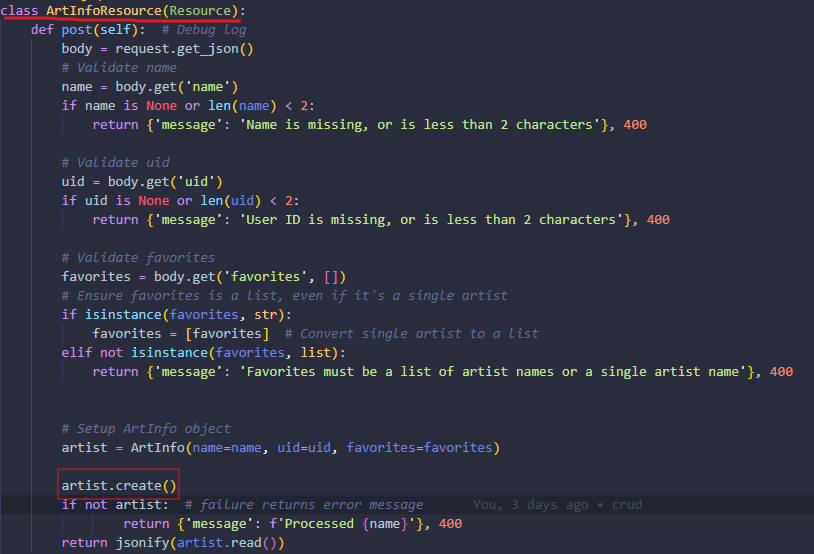 class ArtInfoResource(Resource):
def post(self):  # Debug log
body = request.get_json()
# Validate name
name = body.get('name')
if name is None or len(name) < 2:
return {'message': 'Name is missing, or is less than 2 characters'}, 400
# Validate uid
uid = body.get('uid')
if uid is None or len(uid) < 2:
return {'message': 'User ID is missing, or is less than 2 characters'}, 400
# Validate favorites
favorites = body.get('favorites', [])
# Ensure favorites is a list, even if it's a single artist
if isinstance(favorites, str):
favorites = [favorites]  # Convert single artist to a list
elif not isinstance(favorites, list):
return {'message': 'Favorites must be a list of artist names or a single artist name'}, 400
# Setup ArtInfo object
artist = ArtInfo(name=name, uid=uid, favorites=favorites)
artist.create()
if not artist:  # failure returns error message You, 3 days ago • crud
return {'message': f'Processed {name}'}, 400
return jsonify(artist.read())